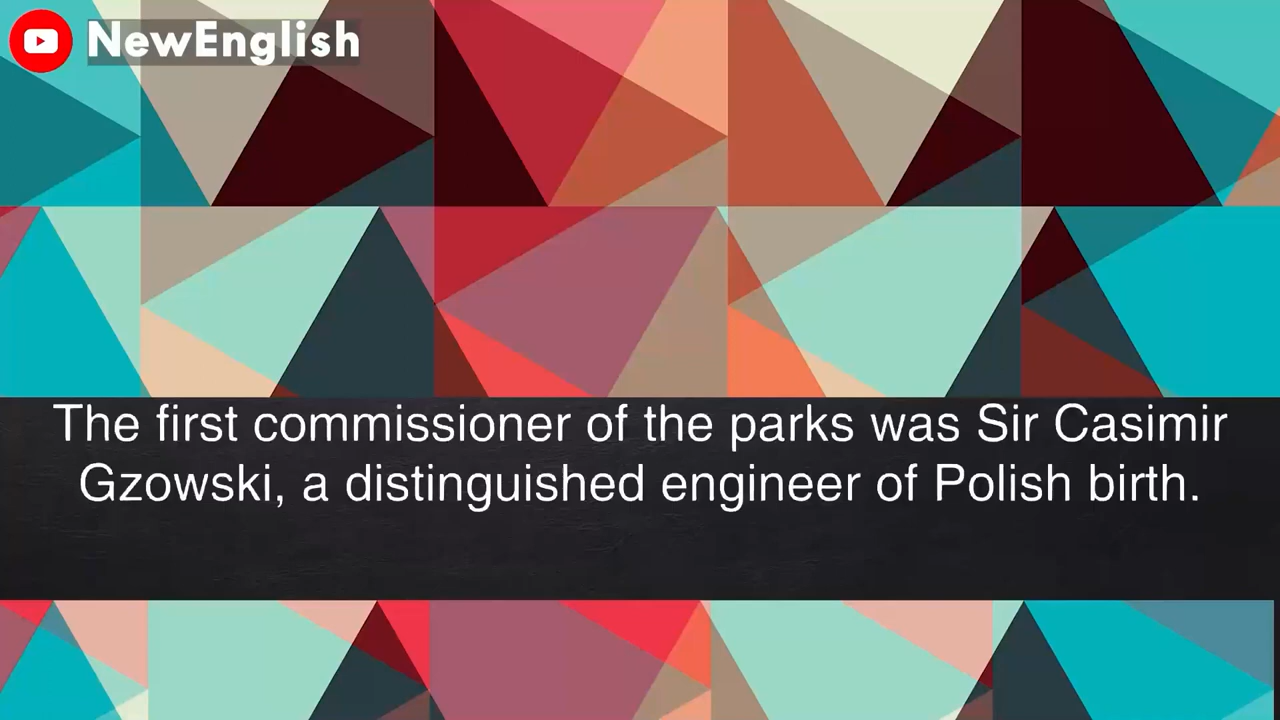 NewEnglish
The first commissioner of the parks was Sir Casimir
Gzowski, a distinguished engineer of Polish birth.